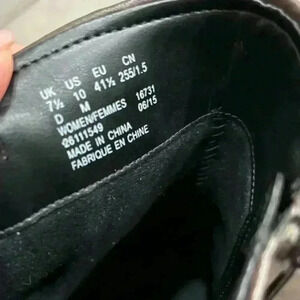 UK US EU CN
7½ 10 41½ 255/1.5
D M
WOMEN/FEMMES 16731
26111549 06/15
MADE IN CHINA
FABRIQUE EN CHINE